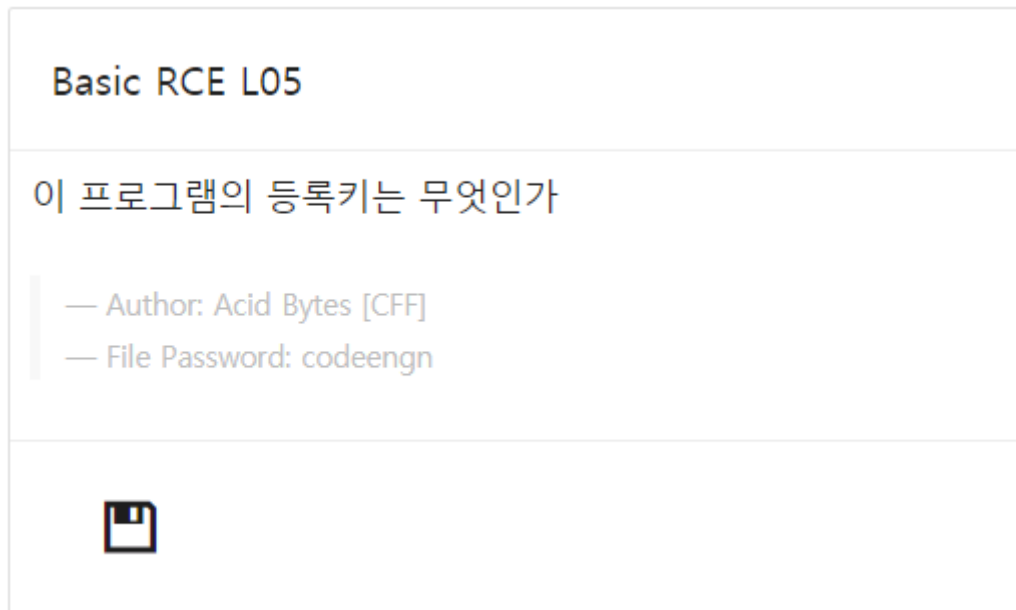 Basic RCE L05
이 프로그램의 등록키는 무엇인가
— Author: Acid Bytes [CFF]
— File Password: codeengn